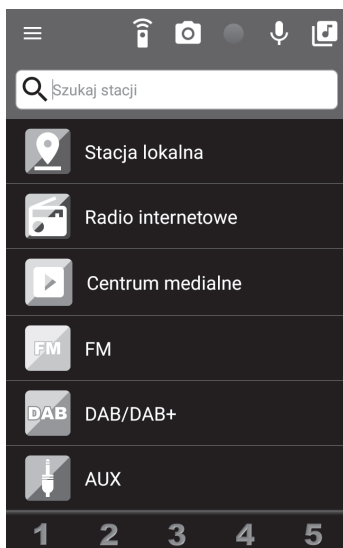 Szukaj stacji
Stacja lokalna
Radio internetowe
Centrum medialne
FM FM
DAB DAB/DAB+
AUX
1 2 3 4 5